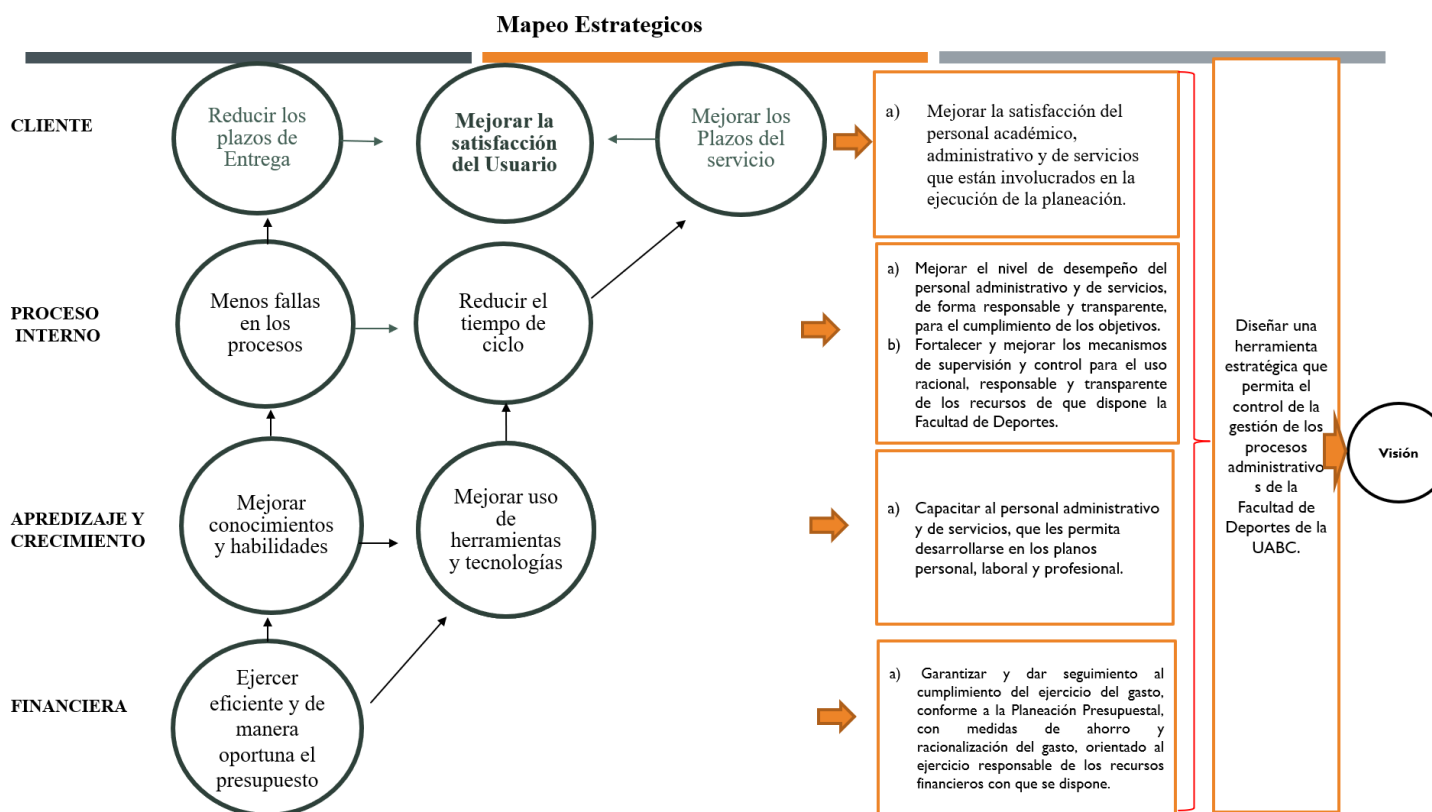 Mapeo Estrategicos
CLIENTE
Reducir los
plazos de
Entrega
Mejorar la
satisfacción
del Usuario
Mejorar los
Plazos del
servicio
a) Mejorar la satisfacción del
personal académico,
administrativo y de servicios
que están involucrados en la
ejecución de la planeación.
PROCESO
INTERNO
Menos fallas
en los
procesos
Reducir el
tiempo de
ciclo
a) Mejorar el nivel de desempeño del
personal administrativo y de servicios,
de forma responsable y transparente,
para el cumplimiento de los objetivos.
b) Fortalecer y mejorar los mecanismos
de supervisión y control para el uso
racional, responsable y transparente
de los recursos de que dispone la
Facultad de Deportes.
APREDIZAJE Y
CRECIMIENTO
Mejorar
conocimientos
y habilidades
Mejorar uso
de
herramientas
y tecnologías
a) Capacitar al personal administrativo
y de servicios, que les permita
desarrollarse en los planos
personal, laboral y profesional.
FINANCIERA
Ejercer
eficiente y de
manera
oportuna el
presupuesto
a) Garantizar y dar seguimiento al
cumplimiento del ejercicio del gasto,
conforme a la Planeación Presupuestal,
con medidas de ahorro y
racionalización del gasto, orientado al
ejercicio responsable de los recursos
financieros con que se dispone.
Diseñar una
herramienta
estratégica que
permita el
control de la
gestión de los
procesos
administrativo
s de la
Facultad de
Deportes de la
UABC.
Visión